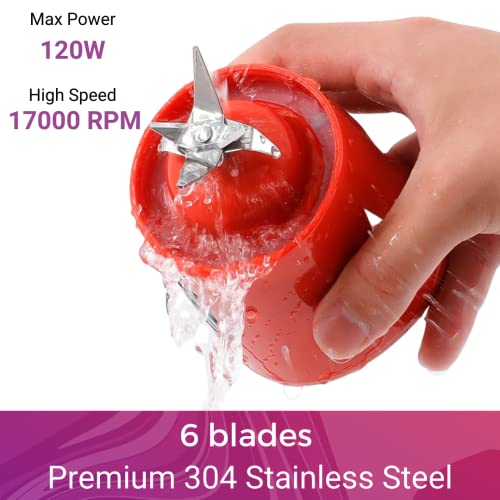 Max Power
120W
High Speed
17000 RPM
6 blades
Premium 304 Stainless Steel